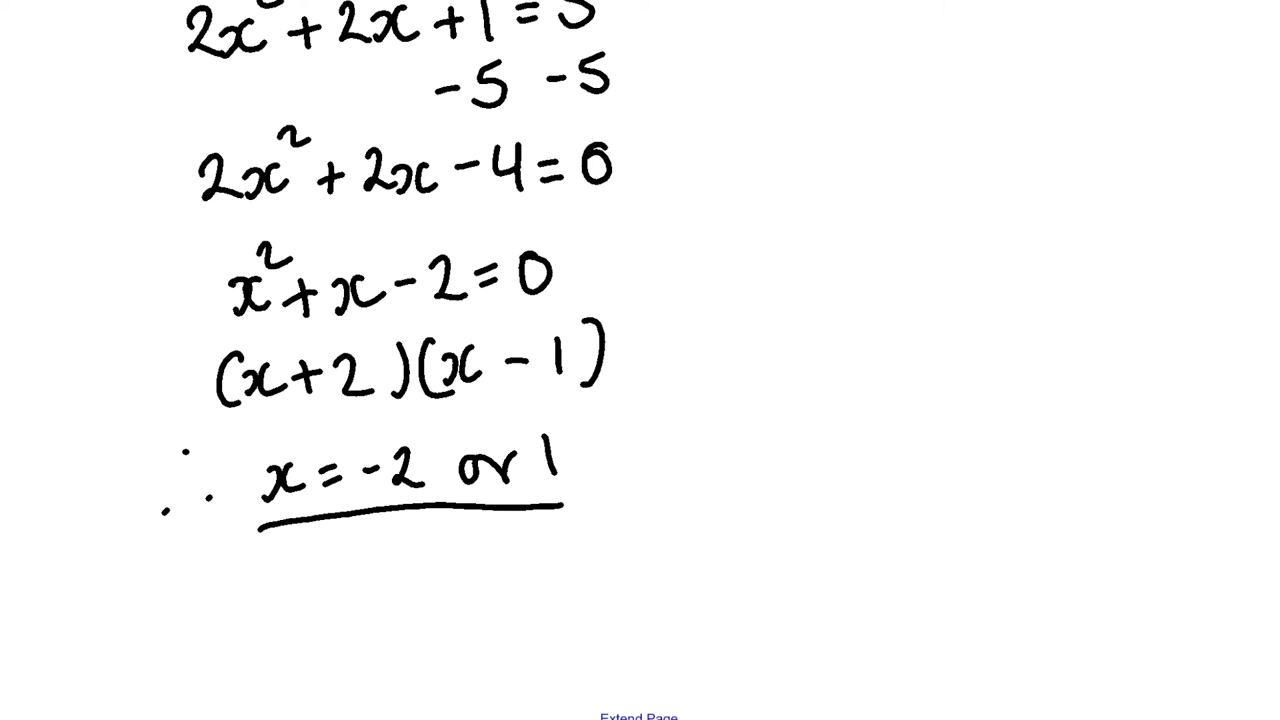 2x² + 2x + 1 = 5
-5 -5
2x² + 2x - 4 = 0
x² + x - 2 = 0
(x + 2)(x - 1)
∴ x = -2 or 1
Extend Page